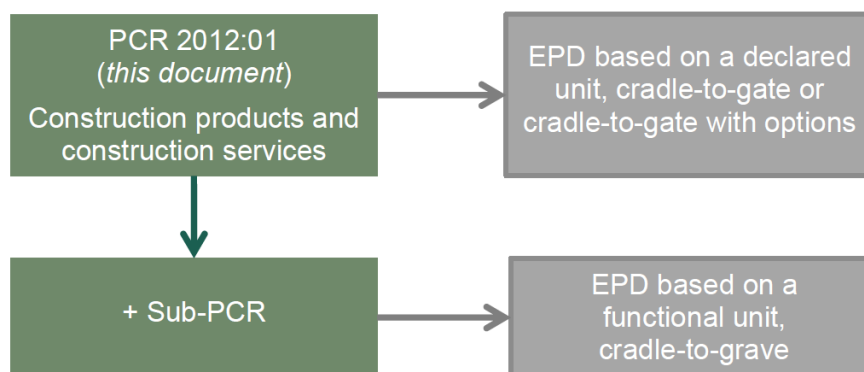 PCR 2012:01
(this document)
Construction products and
construction services
EPD based on a declared
unit, cradle-to-gate or
cradle-to-gate with options
+ Sub-PCR
EPD based on a
functional unit,
cradle-to-grave